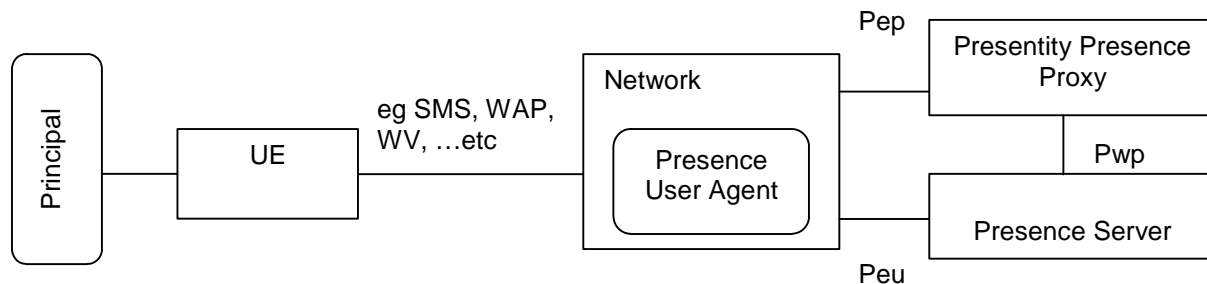 Principal
UE
eg SMS, WAP,
WV, …etc
Network
Presence
User Agent
Pep
Presentity Presence
Proxy
Pwp
Presence Server
Peu